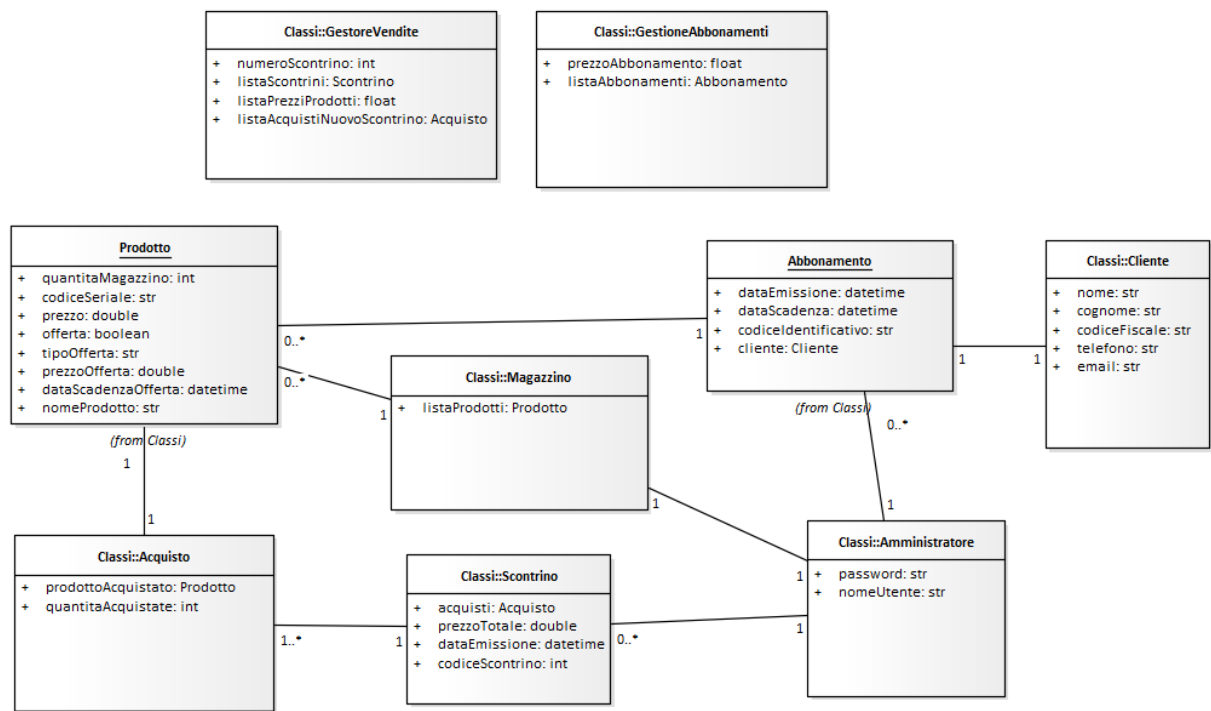 Classi::GestoreVendite
+ numeroScontrino: int
+ listaScontrini: Scontrino
+ listaPrezziProdotti: float
+ listaAcquistiNuovoScontrino: Acquisto
Classi::GestioneAbbonamenti
+ prezzoAbbonamento: float
+ listaAbbonamenti: Abbonamento
Prodotto
+ quantitaMagazzino: int
+ codiceSeriale: str
+ prezzo: double
+ offerta: boolean
+ tipoOfferta: str
+ prezzoOfferta: double
+ dataScadenzaOfferta: datetime
+ nomeProdotto: str
(from Classi)
0..*
1
0..*
1
1
1
Abbonamento
+ dataEmissione: datetime
+ dataScadenza: datetime
+ codiceIdentificativo: str
+ cliente: Cliente
(from Classi)
1
1
0..*
1
Classi::Cliente
+ nome: str
+ cognome: str
+ codiceFiscale: str
+ telefono: str
+ email: str
Classi::Magazzino
+ listaProdotti: Prodotto
1
1
Classi::Acquisto
+ prodottoAcquistato: Prodotto
+ quantitaAcquistate: int
1..*
1
Classi::Scontrino
+ acquisti: Acquisto
+ prezzoTotale: double
+ dataEmissione: datetime
+ codiceScontrino: int
0..*
1
Classi::Amministratore
+ password: str
+ nomeUtente: str